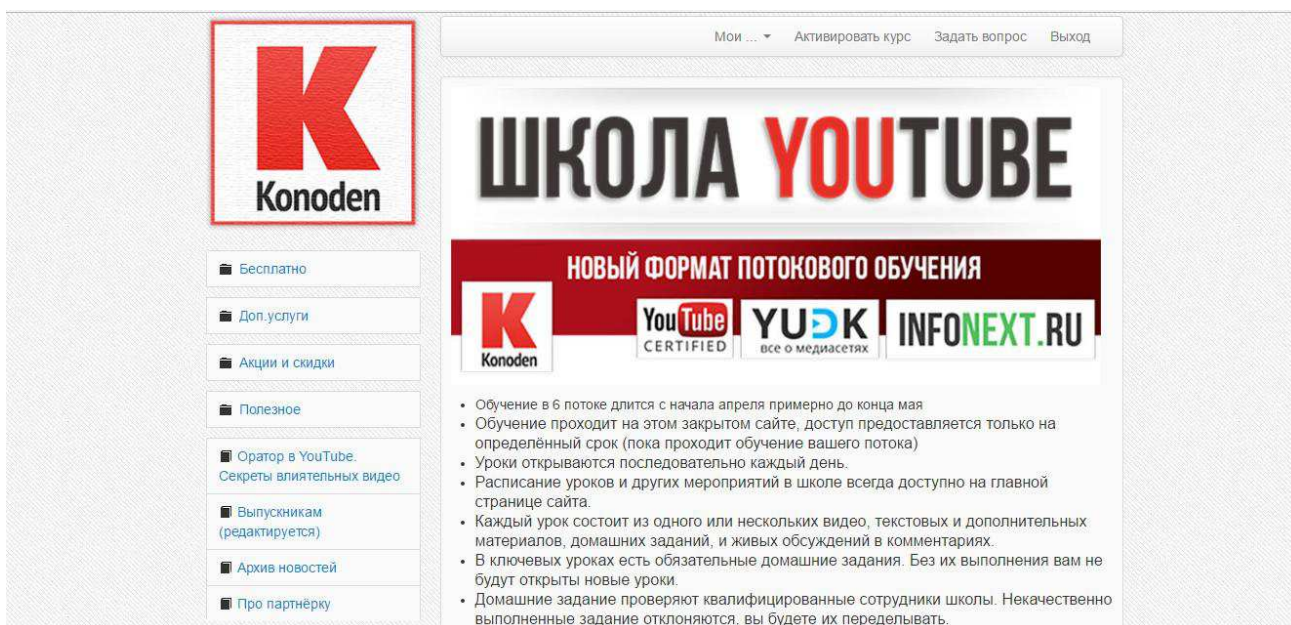 Мои ...
Активировать курс
Задать вопрос
Выход
K
Konoden
Бесплатно
Доп.услуги
Акции и скидки
Полезное
Оратор в YouTube.
Секреты влиятельных видео
Выпускникам
(редактируется)
Архив новостей
Про партнёрку
ШКОЛА YOUTUBE
НОВЫЙ ФОРМАТ ПОТОКОВОГО ОБУЧЕНИЯ
K
Konoden
YouTube
CERTIFIED
YUDK
все о медиасетях
INFONEXT.RU
• Обучение в 6 потоке длится с начала апреля примерно до конца мая
• Обучение проходит на этом закрытом сайте, доступ предоставляется только на
определённый срок (пока проходит обучение вашего потока)
• Уроки открываются последовательно каждый день.
• Расписание уроков и других мероприятий в школе всегда доступно на главной
странице сайта.
• Каждый урок состоит из одного или нескольких видео, текстовых и дополнительных
материалов, домашних заданий, и живых обсуждений в комментариях.
• В ключевых уроках есть обязательные домашние задания. Без их выполнения вам не
будут открыты новые уроки.
• Домашние задание проверяют квалифицированные сотрудники школы. Некачественно
выполненные задание отклоняются, вы будете их переделывать.